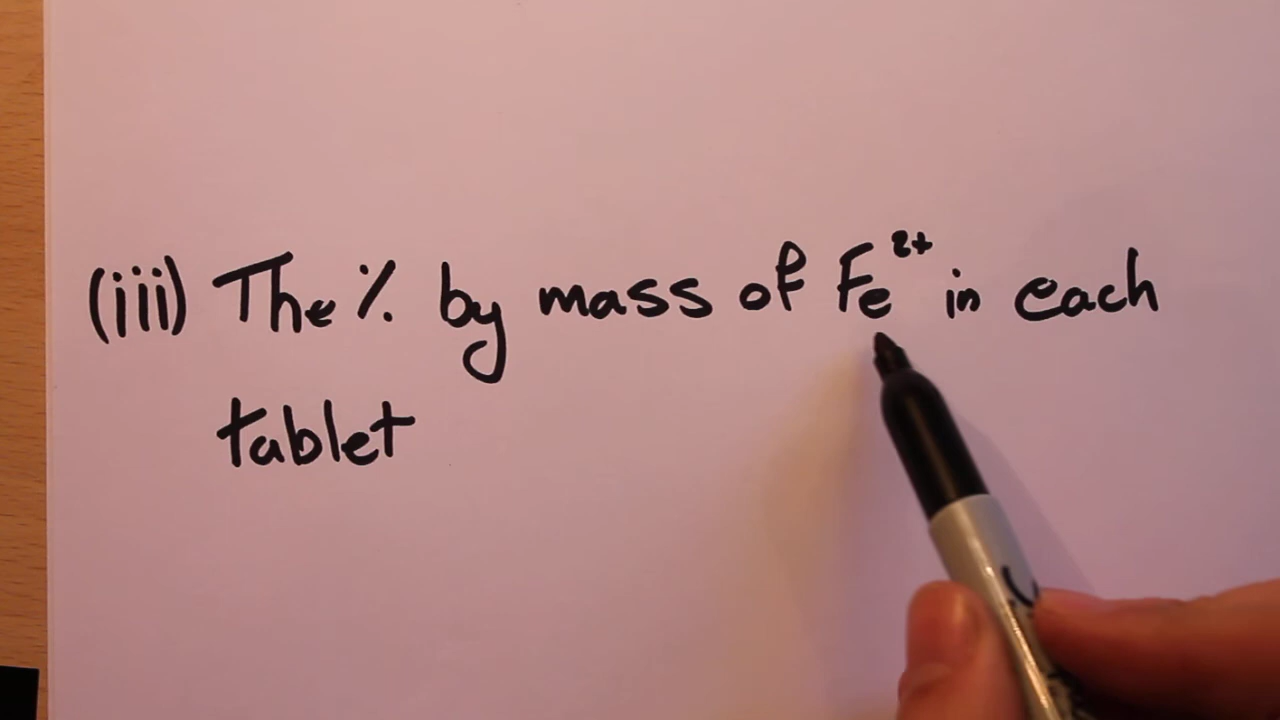 (iii) The % by mass of Fe²⁺ in each
tablet